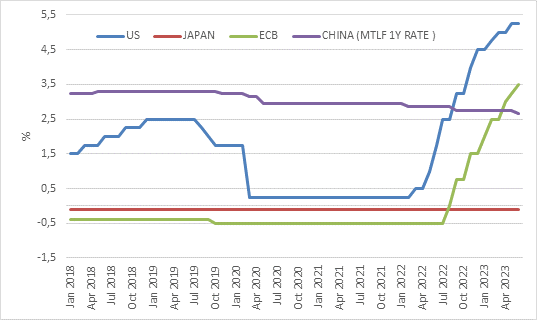 5,5
US
JAPAN
ECB
CHINA (MTLF 1Y RATE )
4,5
3,5
2,5
1,5
0,5
-0,5
-1,5
%
Jan 2018
Apr 2018
Jul 2018
Oct 2018
Jan 2019
Apr 2019
Jul 2019
Oct 2019
Jan 2020
Apr 2020
Jul 2020
Oct 2020
Jan 2021
Apr 2021
Jul 2021
Oct 2021
Jan 2022
Apr 2022
Jul 2022
Oct 2022
Jan 2023
Apr 2023